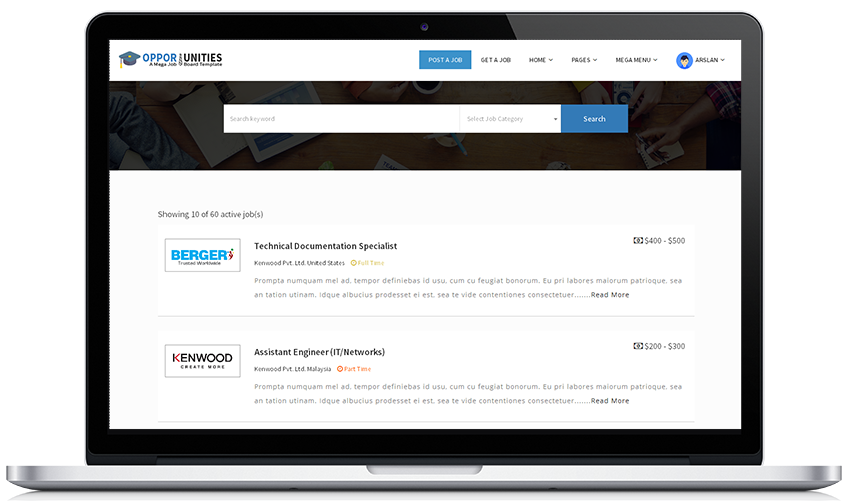 OPPORTUNITIES
A Mega Job Board Template
POST A JOB
GET A JOB
HOME
PAGES
MEGA MENU
ARSLAN
Search keyword
Select Job Category
Search
Showing 10 of 60 active job(s)
BERGER
Trusted Worldwide
Technical Documentation Specialist
$400 - $500
Kenwood Pvt. Ltd. United States
Full Time
Prompta numquam mel ad, tempor definiebas id usu, cum cu feugiat bonorum. Eu pri labores maiorum patrioque, sea
an tation utinam. Idque albucius prodesset ei est, sea te vide contentiones consectetuer.......Read More
KENWOOD
CREATE MORE
Assistant Engineer (IT/Networks)
$200 - $300
Kenwood Pvt. Ltd. Malaysia
Part Time
Prompta numquam mel ad, tempor definiebas id usu, cum cu feugiat bonorum. Eu pri labores maiorum patrioque, sea
an tation utinam. Idque albucius prodesset ei est, sea te vide contentiones consectetuer.......Read More